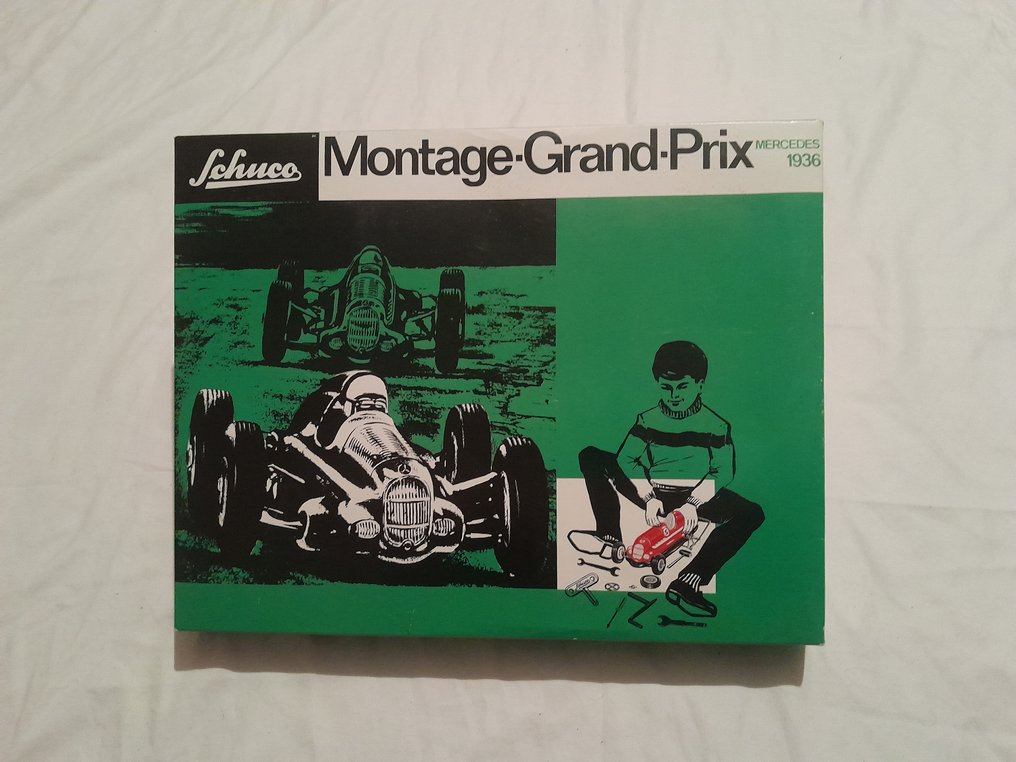 Schuco
Montage-Grand-Prix
MERCEDES
1936